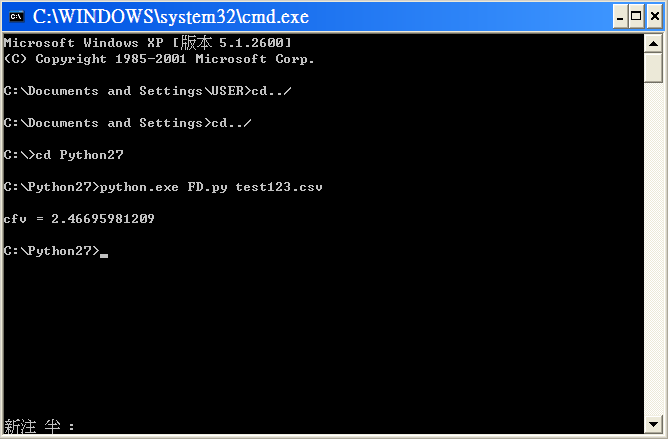 C:\WINDOWS\system32\cmd.exe
Microsoft Windows XP [版本 5.1.2600]
(C) Copyright 1985-2001 Microsoft Corp.
C:\Documents and Settings\USER>cd../
C:\Documents and Settings>cd../
C:\>cd Python27
C:\Python27>python.exe FD.py test123.csv
cfv = 2.46695981209
C:\Python27>
新注 半 :